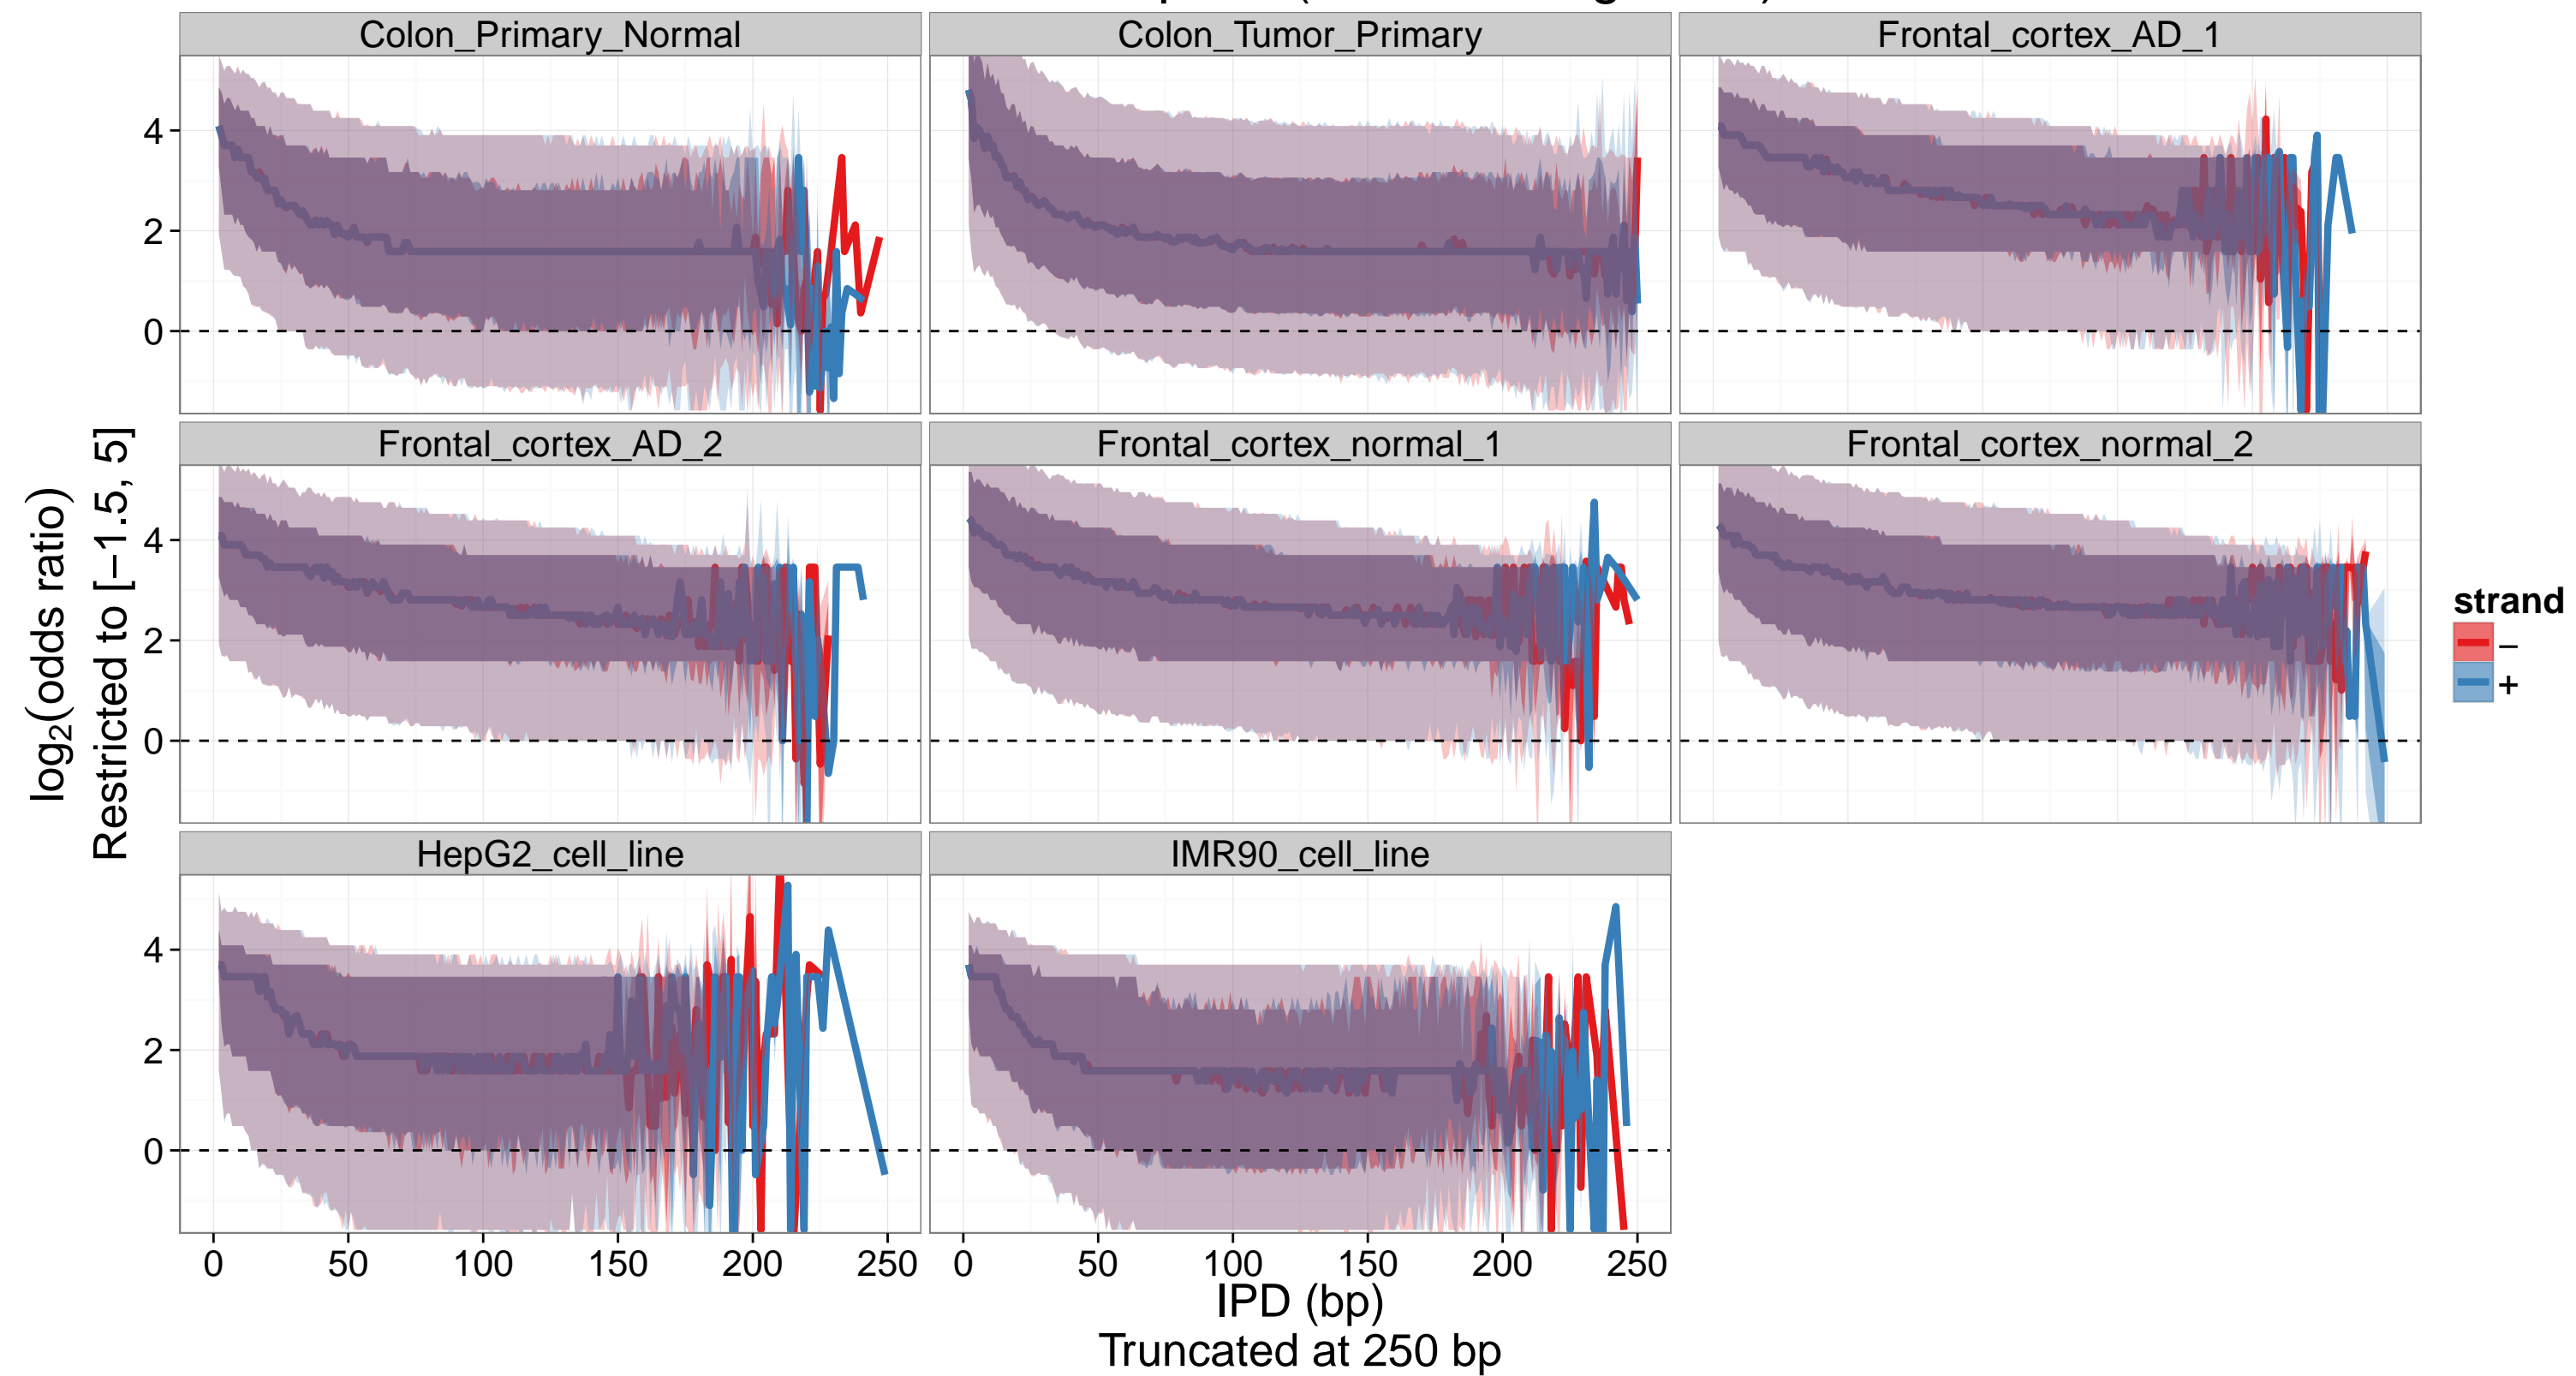 Colon_Primary_Normal
Colon_Tumor_Primary
Frontal_cortex_AD_1
4
2
0
Frontal_cortex_AD_2
Frontal_cortex_normal_1
Frontal_cortex_normal_2
4
2
0
log₂(odds ratio)
Restricted to [−1.5, 5]
strand
−
+
HepG2_cell_line
IMR90_cell_line
4
2
0
0 50 100 150 200 250
0 50 100 150 200 250
IPD (bp)
Truncated at 250 bp